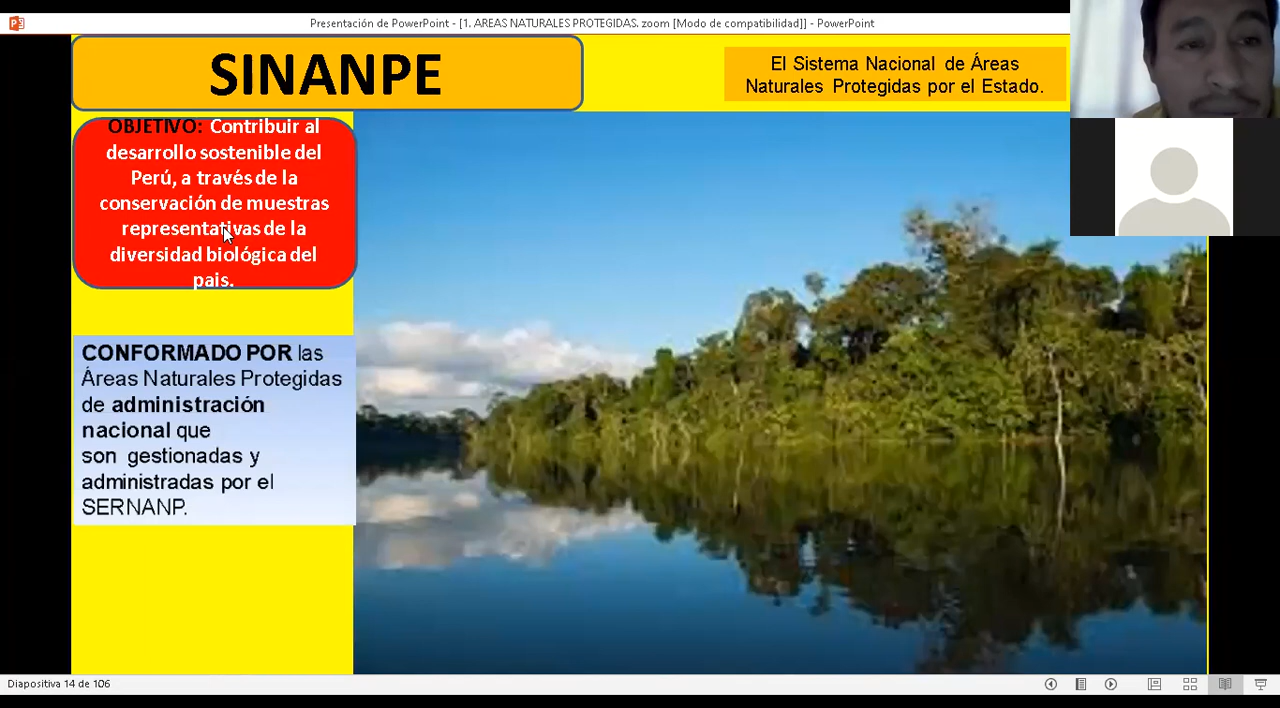 Presentación de PowerPoint - [1. AREAS NATURALES PROTEGIDAS. zoom [Modo de compatibilidad]] - PowerPoint
SINANPE
El Sistema Nacional de Áreas
Naturales Protegidas por el Estado.
OBJETIVO: Contribuir al
desarrollo sostenible del
Perú, a través de la
conservación de muestras
representativas de la
diversidad biológica del
pais.
CONFORMADO POR las
Áreas Naturales Protegidas
de administración
nacional que
son gestionadas y
administradas por el
SERNANP.
Diapositiva 14 de 106